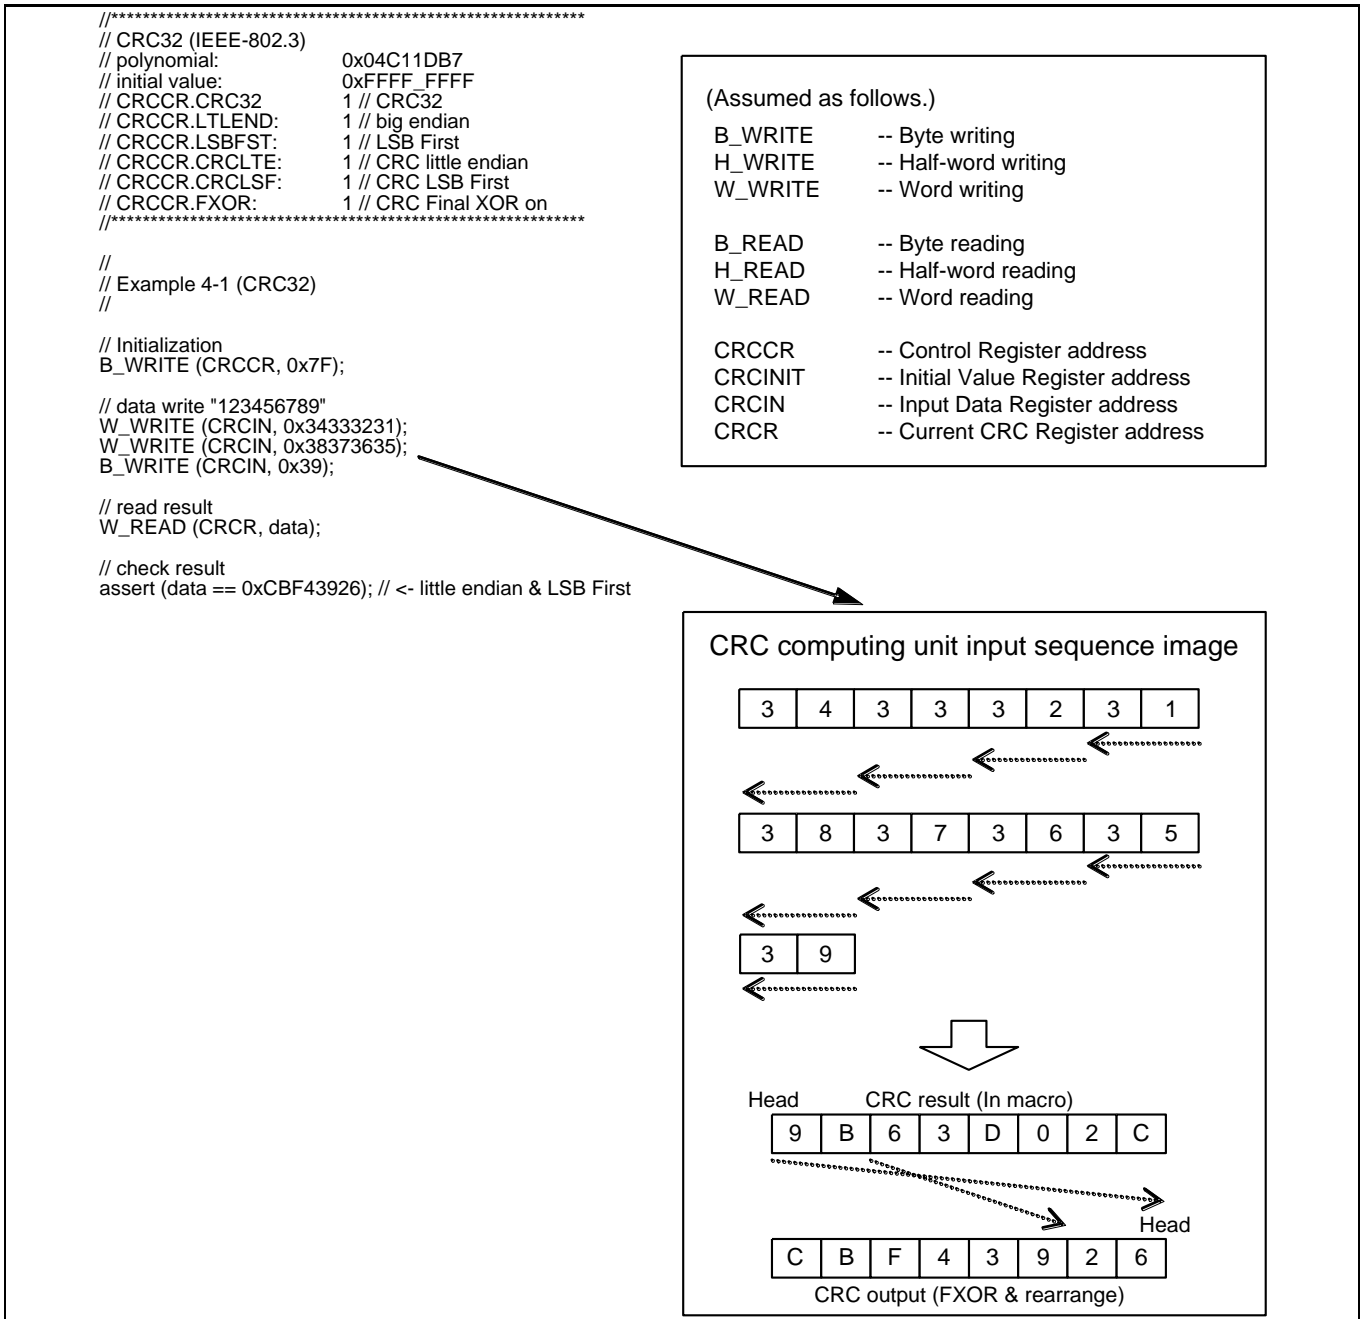 //************************************************************
// CRC32 (IEEE-802.3)
// polynomial: 0x04C11DB7
// initial value: 0xFFFF_FFFF
// CRCCR.CRC32 1 // CRC32
// CRCCR.LTLEND: 1 // big endian
// CRCCR.LSBFST: 1 // LSB First
// CRCCR.CRCLTE: 1 // CRC little endian
// CRCCR.CRCLSF: 1 // CRC LSB First
// CRCCR.FXOR: 1 // CRC Final XOR on
//************************************************************
//
// Example 4-1 (CRC32)
//
// Initialization
B_WRITE (CRCCR, 0x7F);
// data write "123456789"
W_WRITE (CRCIN, 0x34333231);
W_WRITE (CRCIN, 0x38373635);
B_WRITE (CRCIN, 0x39);
// read result
W_READ (CRCR, data);
// check result
assert (data == 0xCBF43926); // <- little endian & LSB First
(Assumed as follows.)
B_WRITE -- Byte writing
H_WRITE -- Half-word writing
W_WRITE -- Word writing
B_READ -- Byte reading
H_READ -- Half-word reading
W_READ -- Word reading
CRCCR -- Control Register address
CRCINIT -- Initial Value Register address
CRCIN -- Input Data Register address
CRCR -- Current CRC Register address
CRC computing unit input sequence image
3 4 3 3 3 2 3 1
3 8 3 7 3 6 3 5
3 9
Head CRC result (In macro)
9 B 6 3 D 0 2 C
Head
C B F 4 3 9 2 6
CRC output (FXOR & rearrange)